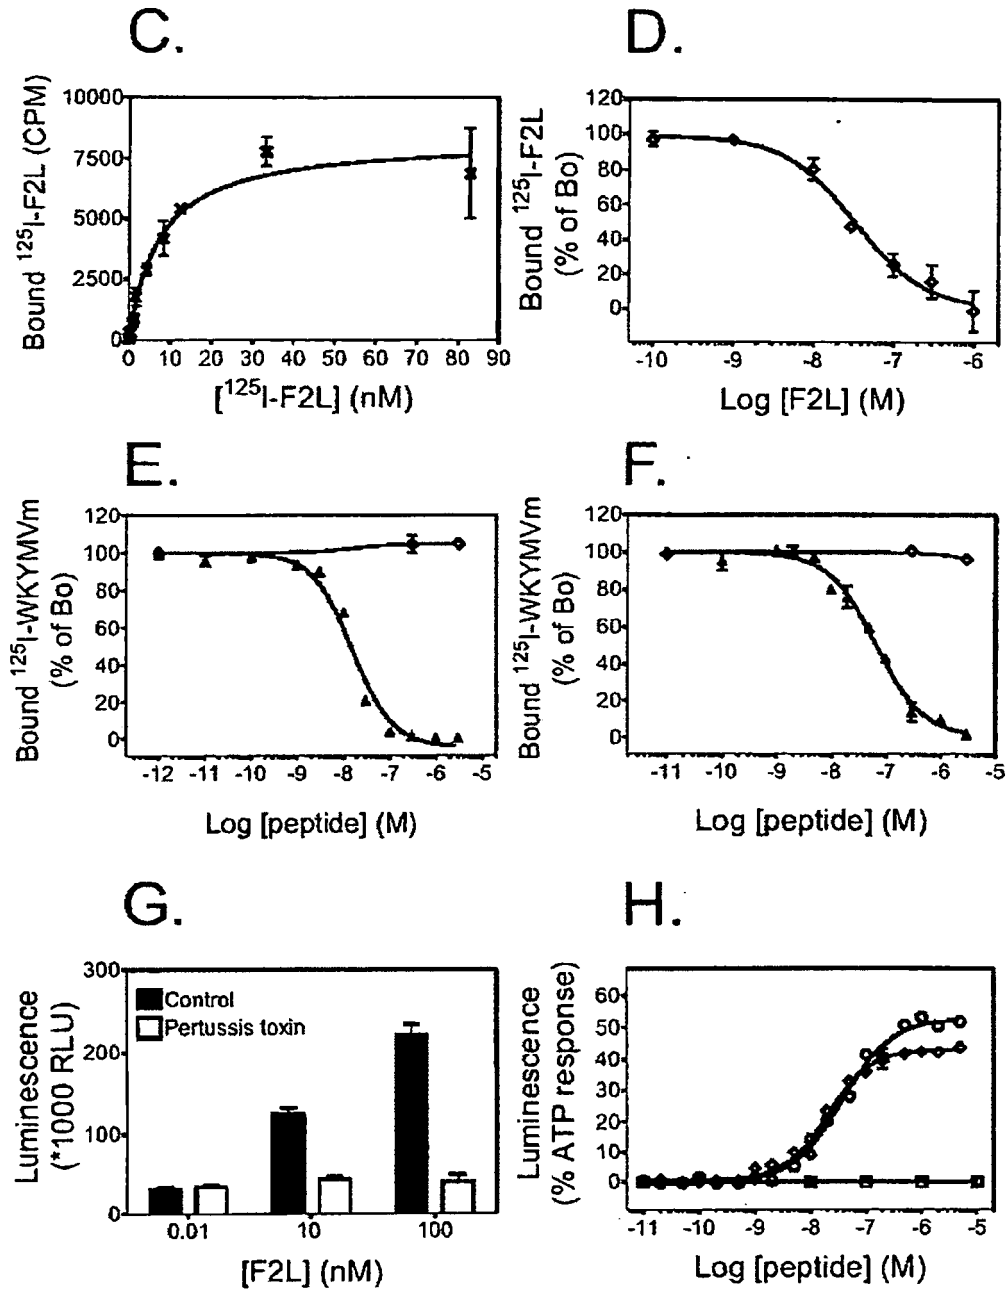 C.
Bound 125I-F2L (CPM)
10000
7500
5000
2500
0
0 10 20 30 40 50 60 70 80 90
[125I-F2L] (nM)
D.
Bound 125I-F2L
(% of Bo)
120
100
80
60
40
20
0
-10 -9 -8 -7 -6
Log [F2L] (M)
E.
Bound 125I-WKYMVm
(% of Bo)
120
100
80
60
40
20
0
-12 -11 -10 -9 -8 -7 -6 -5
Log [peptide] (M)
F.
Bound 125I-WKYMVm
(% of Bo)
120
100
80
60
40
20
0
-11 -10 -9 -8 -7 -6 -5
Log [peptide] (M)
G.
Luminescence
(*1000 RLU)
300
200
100
0
Control
Pertussis toxin
0.01 10 100
[F2L] (nM)
H.
Luminescence
(% ATP response)
60
50
40
30
20
10
0
-11 -10 -9 -8 -7 -6 -5
Log [peptide] (M)